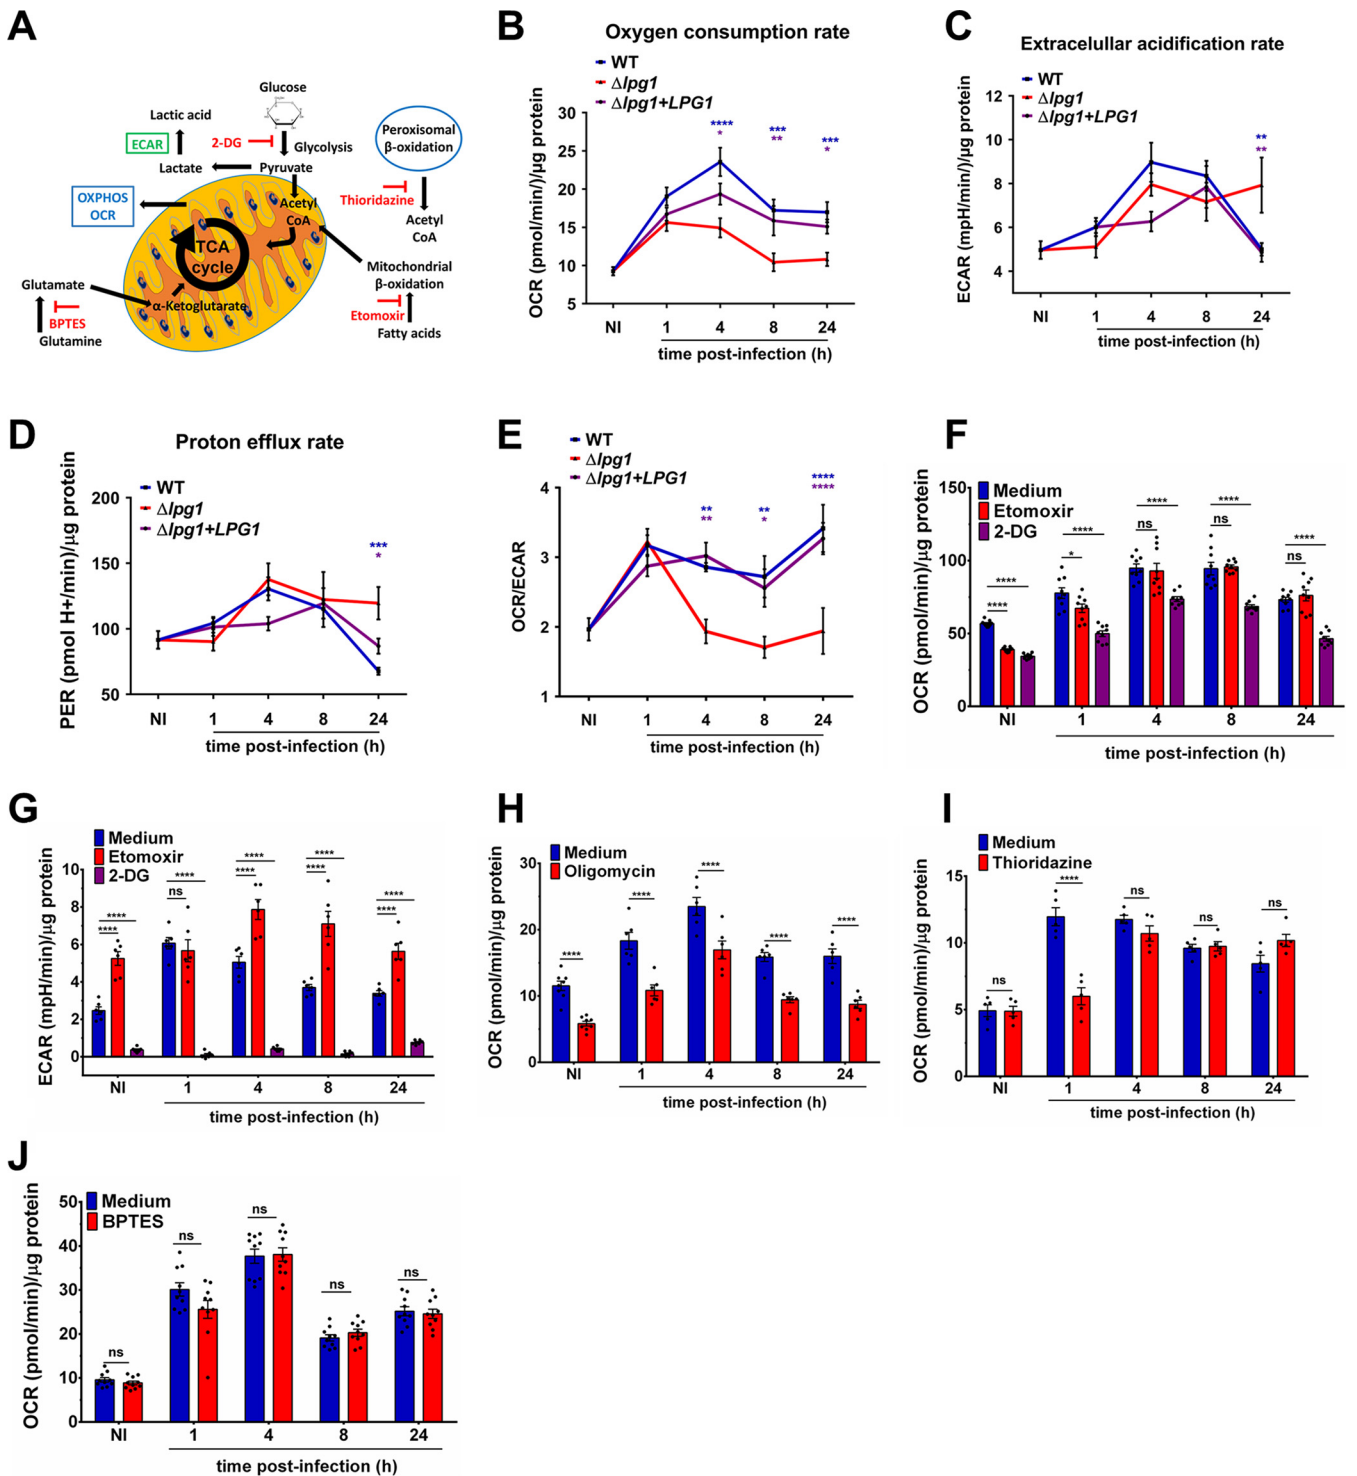 A
Glucose
Lactic acid
2-DG
Glycolysis
ECAR
Lactate
Pyruvate
Peroxisomal
β-oxidation
OXPHOS
OCR
Acetyl
CoA
Thioridazine
Acetyl
CoA
TCA
cycle
Mitochondrial
β-oxidation
Glutamate
α-Ketoglutarate
BPTES
Glutamine
Etomoxir
Fatty acids
B
Oxygen consumption rate
WT
Δlpg1
Δlpg1+LPG1
OCR (pmol/min/)/μg protein
30
25
20
15
10
5
****
*
***
**
***
*
NI
1
4
8
24
time post-infection (h)
C
Extracelullar acidification rate
WT
Δlpg1
Δlpg1+LPG1
ECAR (mpH/min/)/μg protein
12
10
8
6
4
**
**
NI
1
4
8
24
time post-infection (h)
D
Proton efflux rate
WT
Δlpg1
Δlpg1+LPG1
PER (pmol H+/min/)/μg protein
200
150
100
50
***
*
NI
1
4
8
24
time post-infection (h)
E
WT
Δlpg1
Δlpg1+LPG1
OCR/ECAR
4
3
2
1
**
**
**
*
****
****
NI
1
4
8
24
time post-infection (h)
F
Medium
Etomoxir
2-DG
OCR (pmol/min/)/μg protein
150
100
50
0
****
****
****
*
****
ns
****
ns
****
ns
NI
1
4
8
24
time post-infection (h)
G
Medium
Etomoxir
2-DG
ECAR (mpH/min)/μg protein
10
8
6
4
2
0
****
****
****
ns
****
****
****
****
****
****
NI
1
4
8
24
time post-infection (h)
H
Medium
Oligomycin
OCR (pmol/min)/μg protein
30
20
10
0
****
****
****
****
****
NI
1
4
8
24
time post-infection (h)
I
Medium
Thioridazine
OCR (pmol/min)/μg protein
15
10
5
0
ns
****
ns
ns
ns
NI
1
4
8
24
time post-infection (h)
J
Medium
BPTES
OCR (pmol/min)/μg protein
50
40
30
20
10
0
ns
ns
ns
ns
ns
NI
1
4
8
24
time post-infection (h)